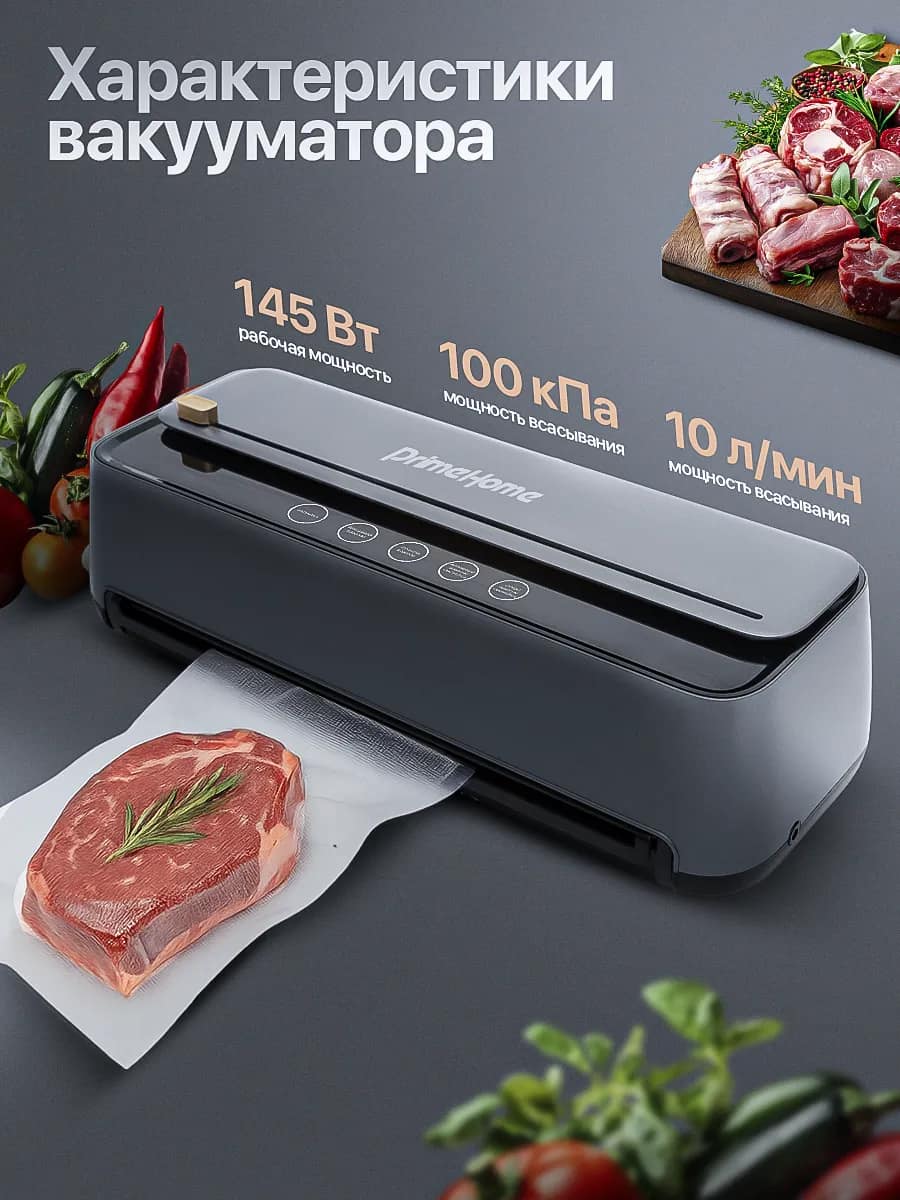 Характеристики
вакууматора
145 Вт
рабочая мощность
100 кПа
мощность всасывания
10 л/мин
мощность всасывания
PrimeHome